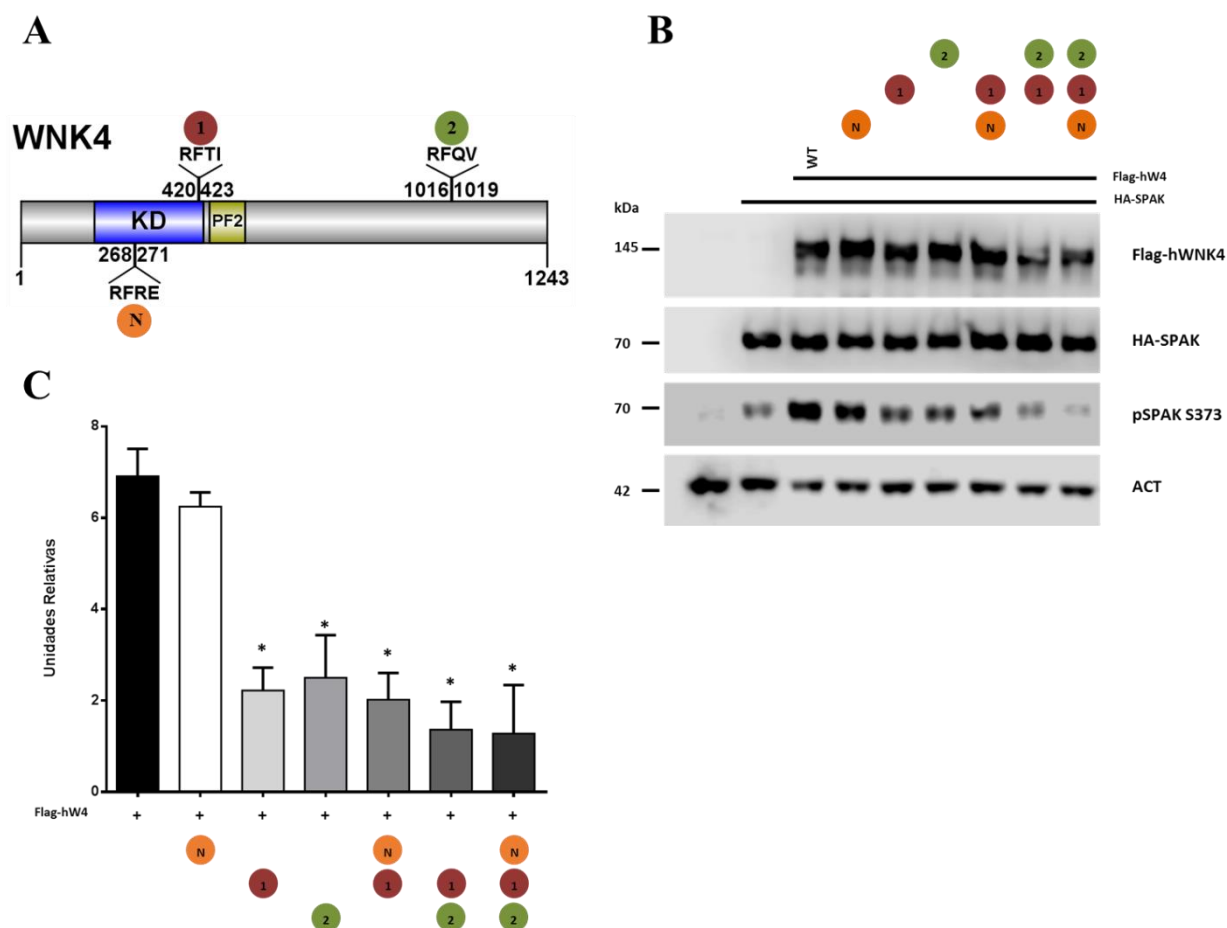 A
WNK4
1
RFTI
420 423
2
RFQV
1016 1019
KD
PF2
268 271
1
1243
RFRE
N
B
2 2 2
1 1 1 1
N N N
WT
Flag-hW4
HA-SPAK
kDa
145
Flag-hWNK4
70
HA-SPAK
70
pSPAK S373
42
ACT
C
Unidades Relativas
8
6
4
2
0
* * * * *
Flag-hW4 + + + + + + +
N N N
1 1 1 1
2 2 2